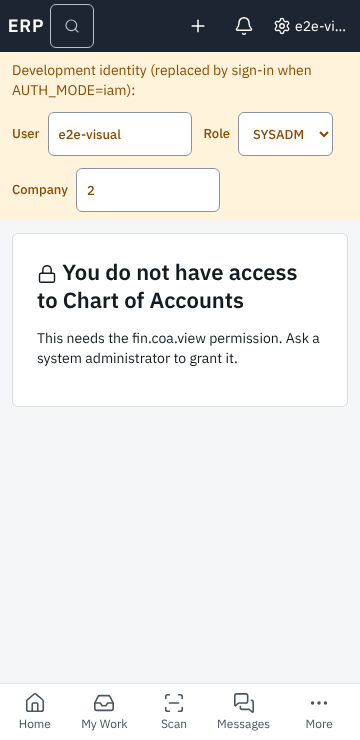 ERP
e2e-vi...
Development identity (replaced by sign-in when
AUTH_MODE=iam):
User e2e-visual Role SYSADM
Company 2
You do not have access
to Chart of Accounts
This needs the fin.coa.view permission. Ask a
system administrator to grant it.
Home My Work Scan Messages More